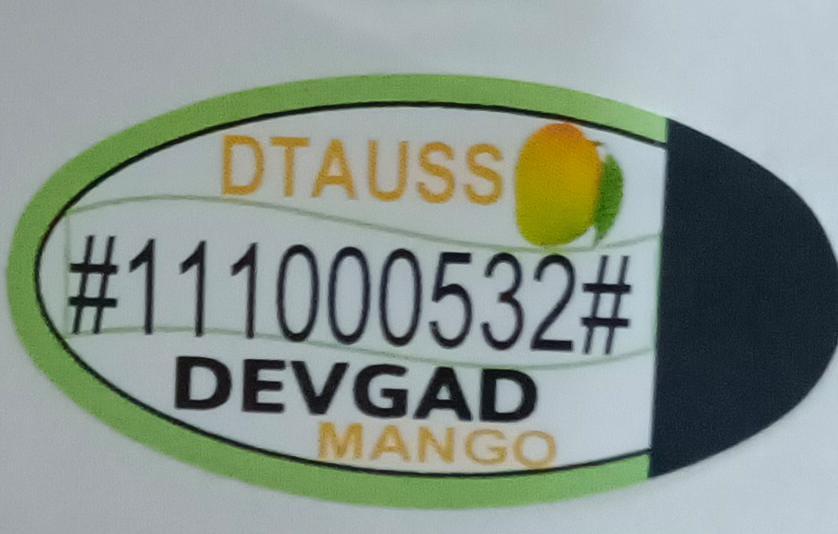 DTAUSS
#111000532#
DEVGAD
MANGO